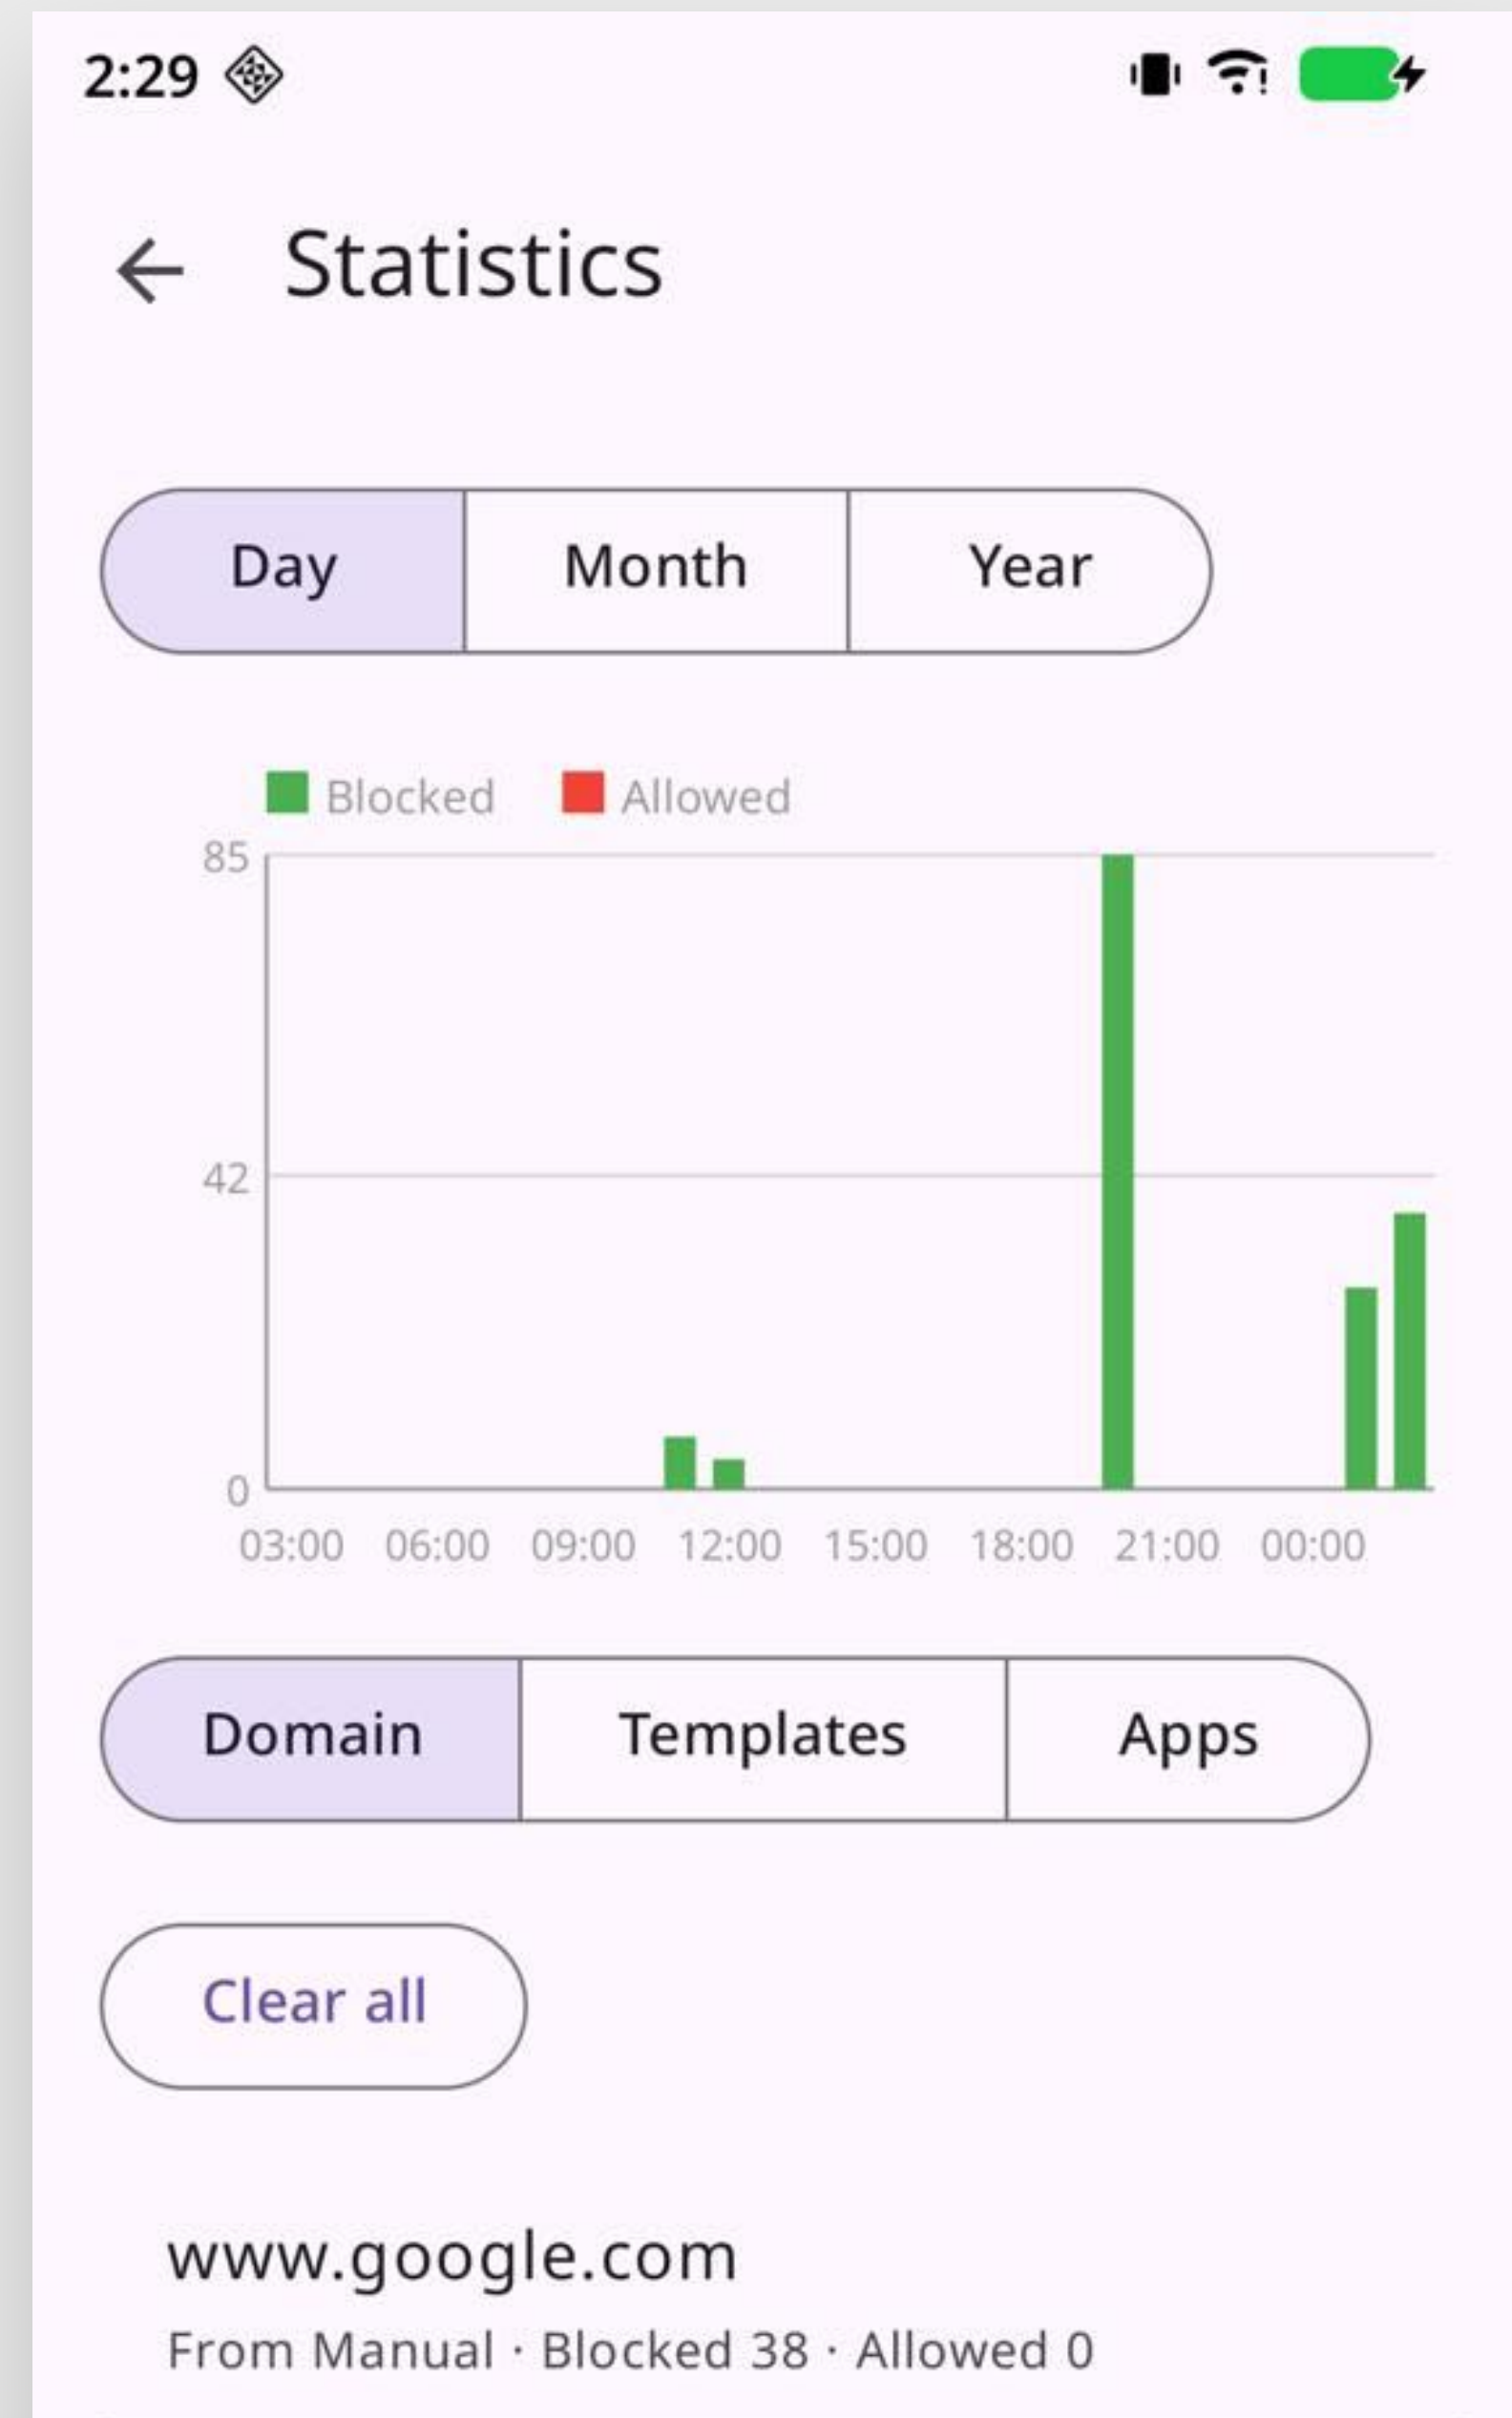 2:29
Statistics
Day Month Year
Blocked Allowed
85
42
0
03:00 06:00 09:00 12:00 15:00 18:00 21:00 00:00
Domain Templates Apps
Clear all
www.google.com
From Manual · Blocked 38 · Allowed 0